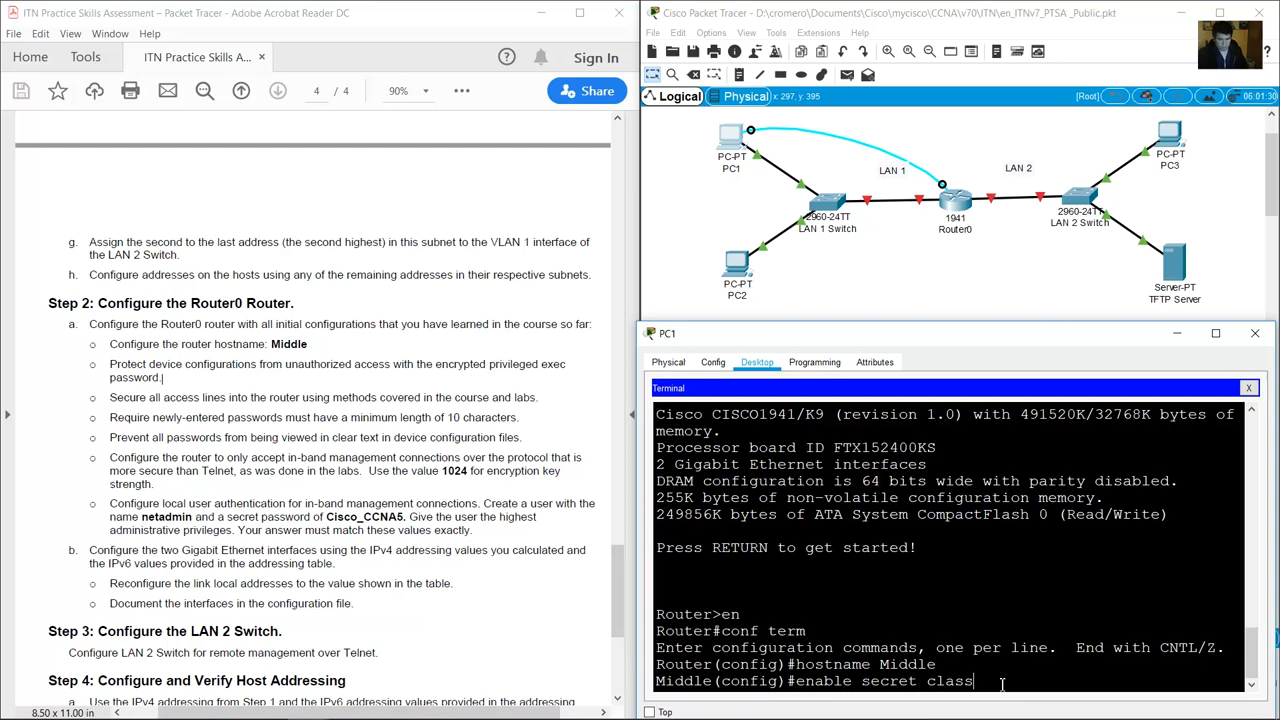 ITN Practice Skills Assessment – Packet Tracer - Adobe Acrobat Reader DC
File Edit View Window Help
Home Tools ITN Practice Skills A... × Sign In
4 / 4 90% Share
g. Assign the second to the last address (the second highest) in this subnet to the VLAN 1 interface of
the LAN 2 Switch.
h. Configure addresses on the hosts using any of the remaining addresses in their respective subnets.
Step 2: Configure the Router0 Router.
a. Configure the Router0 router with all initial configurations that you have learned in the course so far:
o Configure the router hostname: Middle
o Protect device configurations from unauthorized access with the encrypted privileged exec
password.
o Secure all access lines into the router using methods covered in the course and labs.
o Require newly-entered passwords must have a minimum length of 10 characters.
o Prevent all passwords from being viewed in clear text in device configuration files.
o Configure the router to only accept in-band management connections over the protocol that is
more secure than Telnet, as was done in the labs. Use the value 1024 for encryption key
strength.
o Configure local user authentication for in-band management connections. Create a user with the
name netadmin and a secret password of Cisco_CCNA5. Give the user the highest
administrative privileges. Your answer must match these values exactly.
b. Configure the two Gigabit Ethernet interfaces using the IPv4 addressing values you calculated and
the IPv6 values provided in the addressing table.
o Reconfigure the link local addresses to the value shown in the table.
o Document the interfaces in the configuration file.
Step 3: Configure the LAN 2 Switch.
Configure LAN 2 Switch for remote management over Telnet.
Step 4: Configure and Verify Host Addressing
a. Use the IPv4 addressing from Step 1 and the IPv6 addressing values provided in the addressing
8.50 x 11.00 in
Cisco Packet Tracer - D:\cromero\Documents\Cisco\mycisco\CCNA\v70\ITN\en_ITNv7_PTSA _Public.pkt
File Edit Options View Tools Extensions Help
Logical Physical x: 297, y: 395 [Root] 06:01:30
PC-PT
PC1
LAN 1
LAN 2
PC-PT
PC3
2960-24TT
LAN 1 Switch
1941
Router0
2960-24TT
LAN 2 Switch
PC-PT
PC2
Server-PT
TFTP Server
PC1
Physical Config Desktop Programming Attributes
Terminal X
Cisco CISCO1941/K9 (revision 1.0) with 491520K/32768K bytes of
memory.
Processor board ID FTX152400KS
2 Gigabit Ethernet interfaces
DRAM configuration is 64 bits wide with parity disabled.
255K bytes of non-volatile configuration memory.
249856K bytes of ATA System CompactFlash 0 (Read/Write)
Press RETURN to get started!
Router>en
Router#conf term
Enter configuration commands, one per line. End with CNTL/Z.
Router(config)#hostname Middle
Middle(config)#enable secret class
Top